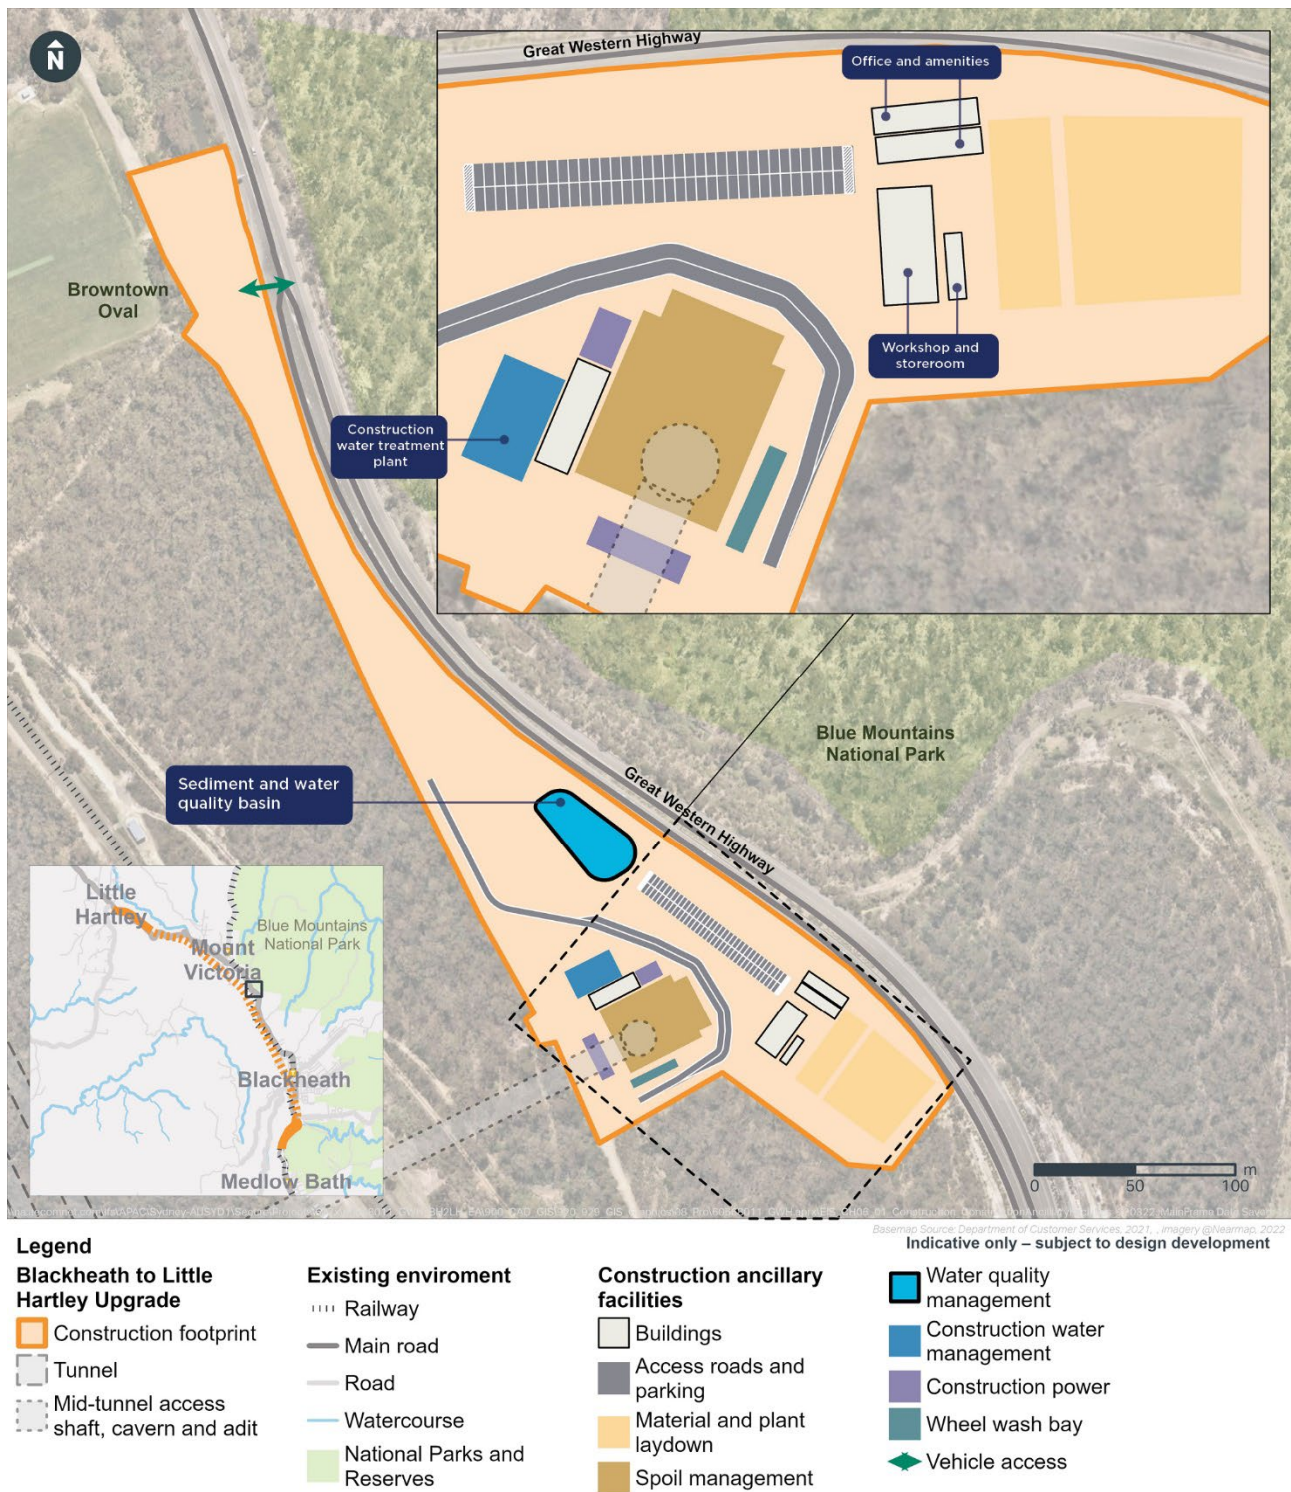 N
Great Western Highway
Office and amenities
Browntown
Oval
Workshop and
storeroom
Construction
water treatment
plant
Blue Mountains
National Park
Sediment and water
quality basin
Great Western Highway
Little
Hartley
Blue Mountains
National Park
Mount
Victoria
Blackheath
Medlow Bath
m
0
50
100
Basemap Source: Department of Customer Services, 2021, , imagery @Nearmap, 2022
Indicative only – subject to design development
Legend
Blackheath to Little
Hartley Upgrade
Construction footprint
Tunnel
Mid-tunnel access
shaft, cavern and adit
Existing enviroment
Railway
Main road
Road
Watercourse
National Parks and
Reserves
Construction ancillary
facilities
Buildings
Access roads and
parking
Material and plant
laydown
Spoil management
Water quality
management
Construction water
management
Construction power
Wheel wash bay
Vehicle access